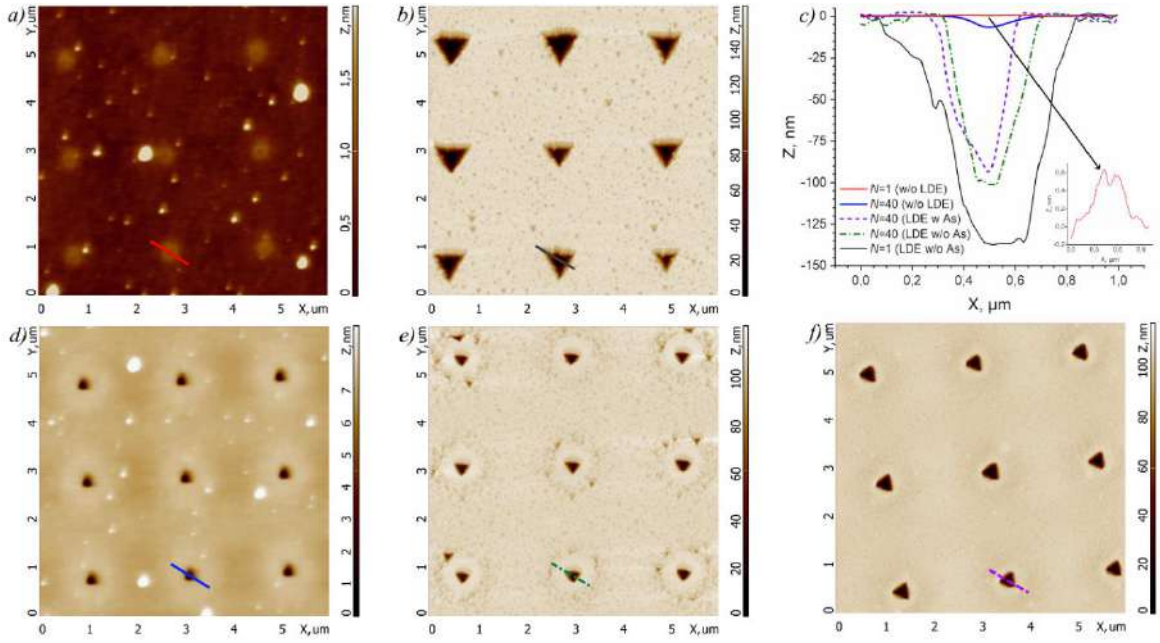 a)
Y, um
5
4
3
2
1
0
0 1 2 3 4 5 X, um
Z, nm
1,5
1,0
0,5
0
b)
Y, um
5
4
3
2
1
0
0 1 2 3 4 5 X, um
Z, nm
140
120
100
80
60
40
20
0
c)
Z, nm
0
-25
-50
-75
-100
-125
-150
N=1 (w/o LDE)
N=40 (w/o LDE)
N=40 (LDE w As)
N=40 (LDE w/o As)
N=1 (LDE w/o As)
0.0 0.2 0.4 0.6 0.8 1.0
X, μm
d)
Y, um
5
4
3
2
1
0
0 1 2 3 4 5 X, um
Z, nm
7
6
5
4
3
2
1
0
e)
Y, um
5
4
3
2
1
0
0 1 2 3 4 5 X, um
Z, nm
100
80
60
40
20
0
f)
Y, um
5
4
3
2
1
0
0 1 2 3 4 5 X, um
Z, nm
100
80
60
40
20
0